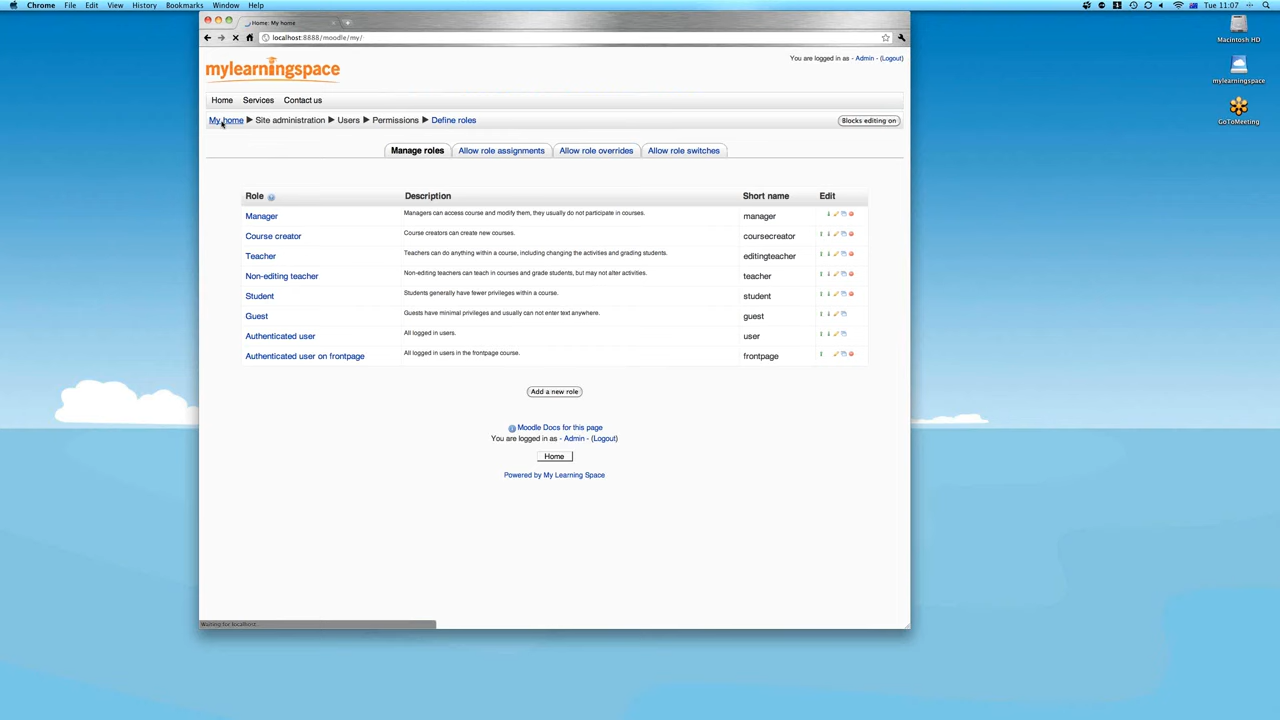 Chrome File Edit View History Bookmarks Window Help Tue 11:07
Home: My home
localhost:8888/moodle/my/
mylearningspace
You are logged in as - Admin - (Logout)
Home Services Contact us
My home ▶ Site administration ▶ Users ▶ Permissions ▶ Define roles Blocks editing on
Manage roles Allow role assignments Allow role overrides Allow role switches
Role Description Short name Edit
Manager Managers can access course and modify them, they usually do not participate in courses. manager
Course creator Course creators can create new courses. coursecreator
Teacher Teachers can do anything within a course, including changing the activities and grading students. editingteacher
Non-editing teacher Non-editing teachers can teach in courses and grade students, but may not alter activities. teacher
Student Students generally have fewer privileges within a course. student
Guest Guests have minimal privileges and usually can not enter text anywhere. guest
Authenticated user All logged in users. user
Authenticated user on frontpage All logged in users in the frontpage course. frontpage
Add a new role
Moodle Docs for this page
You are logged in as - Admin - (Logout)
Home
Powered by My Learning Space
Waiting for localhost...
Macintosh HD
mylearningspace
GoToMeeting